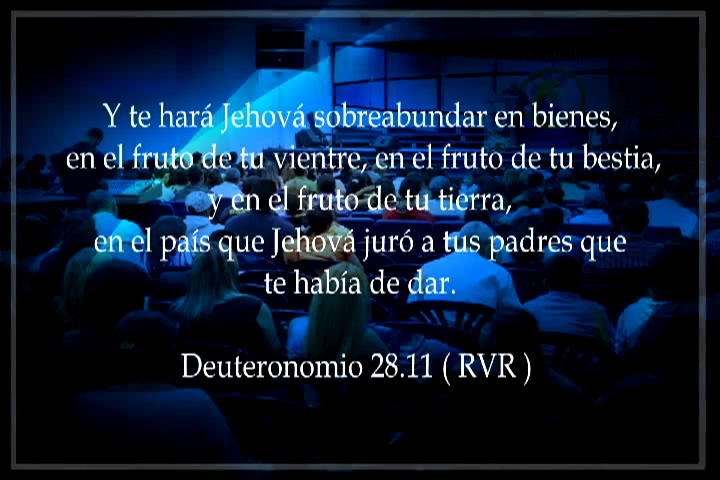 Y te hará Jehová sobreabundar en bienes,
en el fruto de tu vientre, en el fruto de tu bestia,
y en el fruto de tu tierra,
en el país que Jehová juró a tus padres que
te había de dar.
Deuteronomio 28.11 ( RVR )